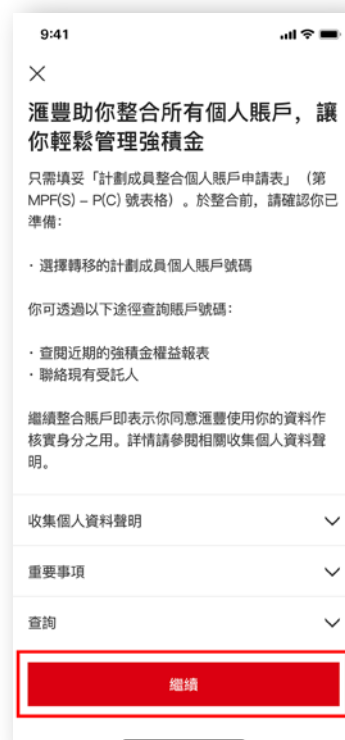 9:41
滙豐助你整合所有個人賬戶，讓
你輕鬆管理強積金
只需填妥「計劃成員整合個人賬戶申請表」（第
MPF(S) – P(C) 號表格）。於整合前，請確認你已
準備：
· 選擇轉移的計劃成員個人賬戶號碼
你可透過以下途徑查詢賬戶號碼：
· 查閱近期的強積金權益報表
· 聯絡現有受託人
繼續整合賬戶即表示你同意滙豐使用你的資料作
核實身分之用。詳情請參閱相關收集個人資料聲
明。
收集個人資料聲明
重要事項
查詢
繼續